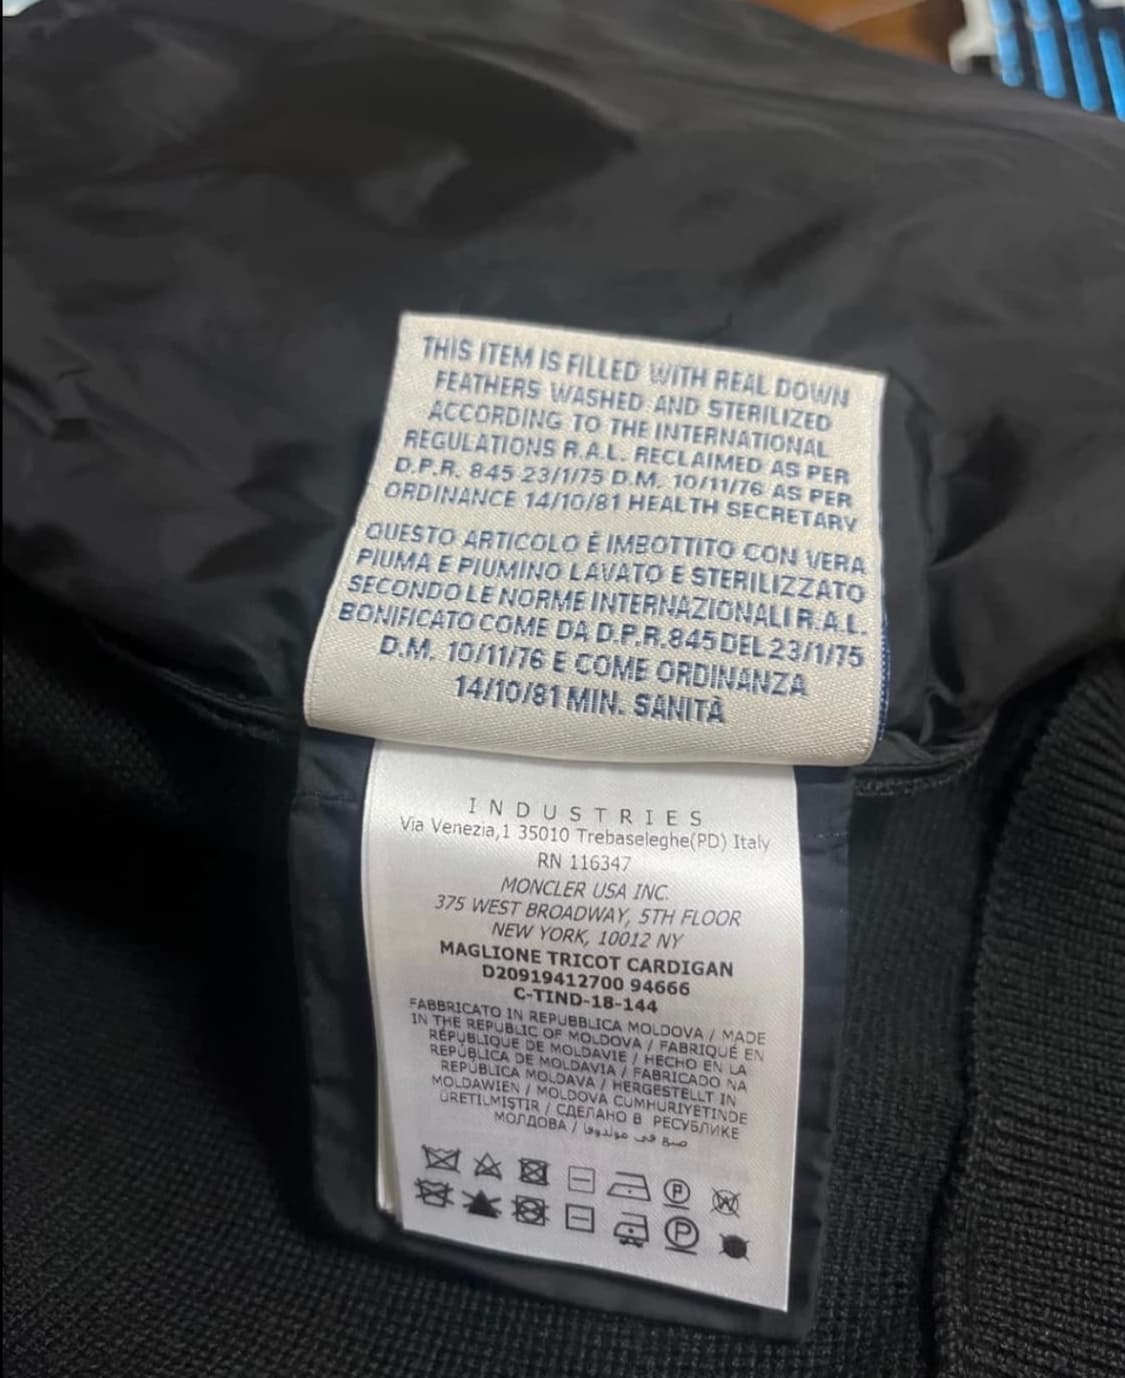 THIS ITEM IS FILLED WITH REAL DOWN
FEATHERS WASHED AND STERILIZED
ACCORDING TO THE INTERNATIONAL
REGULATIONS R.A.L. RECLAIMED AS PER
D.P.R. 845 23/1/75 D.M. 10/11/76 AS PER
ORDINANCE 14/10/81 HEALTH SECRETARY
QUESTO ARTICOLO È IMBOTTITO CON VERA
PIUMA E PIUMINO LAVATO E STERILIZZATO
SECONDO LE NORME INTERNAZIONALI R.A.L.
BONIFICATO COME DA D.P.R.845 DEL 23/1/75
D.M. 10/11/76 E COME ORDINANZA
14/10/81 MIN. SANITÀ
INDUSTRIES
Via Venezia,1 35010 Trebaseleghe(PD) Italy
RN 116347
MONCLER USA INC.
375 WEST BROADWAY, 5TH FLOOR
NEW YORK, 10012 NY
MAGLIONE TRICOT CARDIGAN
D20919412700 94666
C-TIND-18-144
FABBRICATO IN REPUBBLICA MOLDOVA / MADE
IN THE REPUBLIC OF MOLDOVA / FABRIQUÉ EN
RÉPUBLIQUE DE MOLDAVIE / HECHO EN LA
REPÚBLICA DE MOLDAVIA / FABRICADO NA
REPÚBLICA MOLDAVA / HERGESTELLT IN
MOLDAWIEN / MOLDOVA CUMHURIYETINDE
ÜRETILMIŞTIR / СДЕЛАНО В РЕСУБЛИКЕ
МОЛДОВА / صنع في مولدوفا
P
W
P